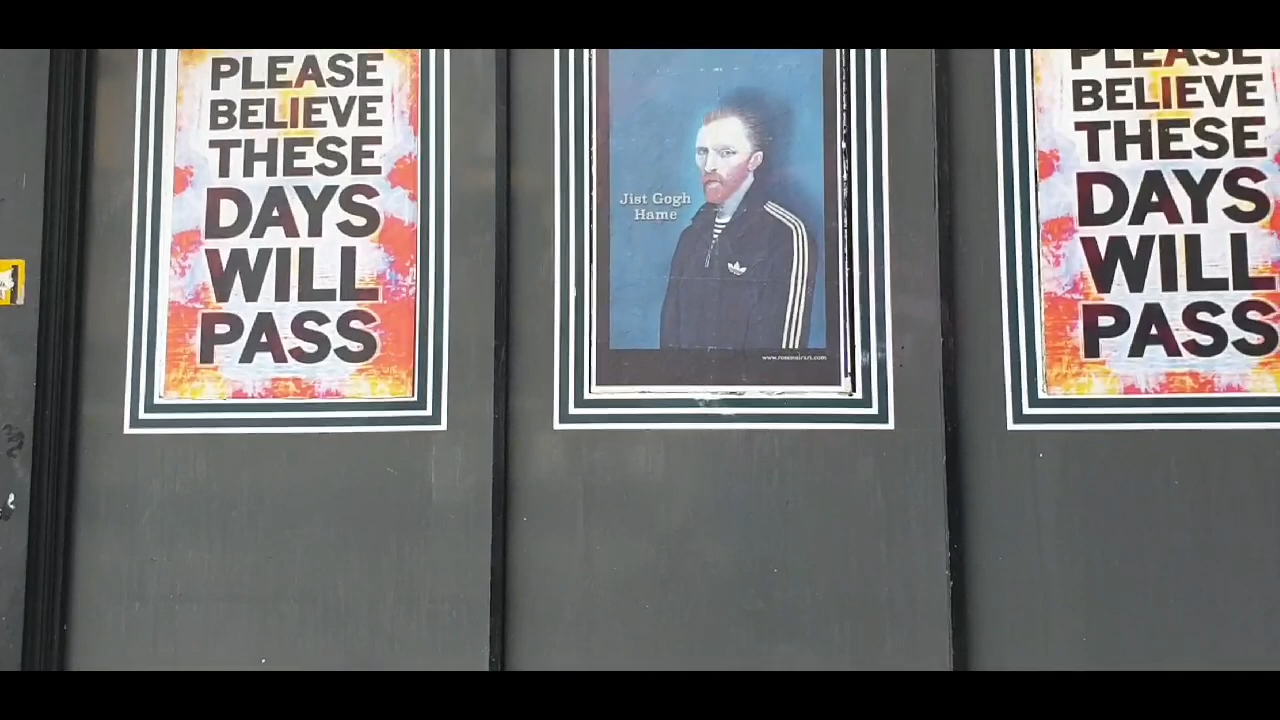 PLEASE
BELIEVE
THESE
DAYS
WILL
PASS
Jist Gogh
Hame
PLEASE
BELIEVE
THESE
DAYS
WILL
PASS